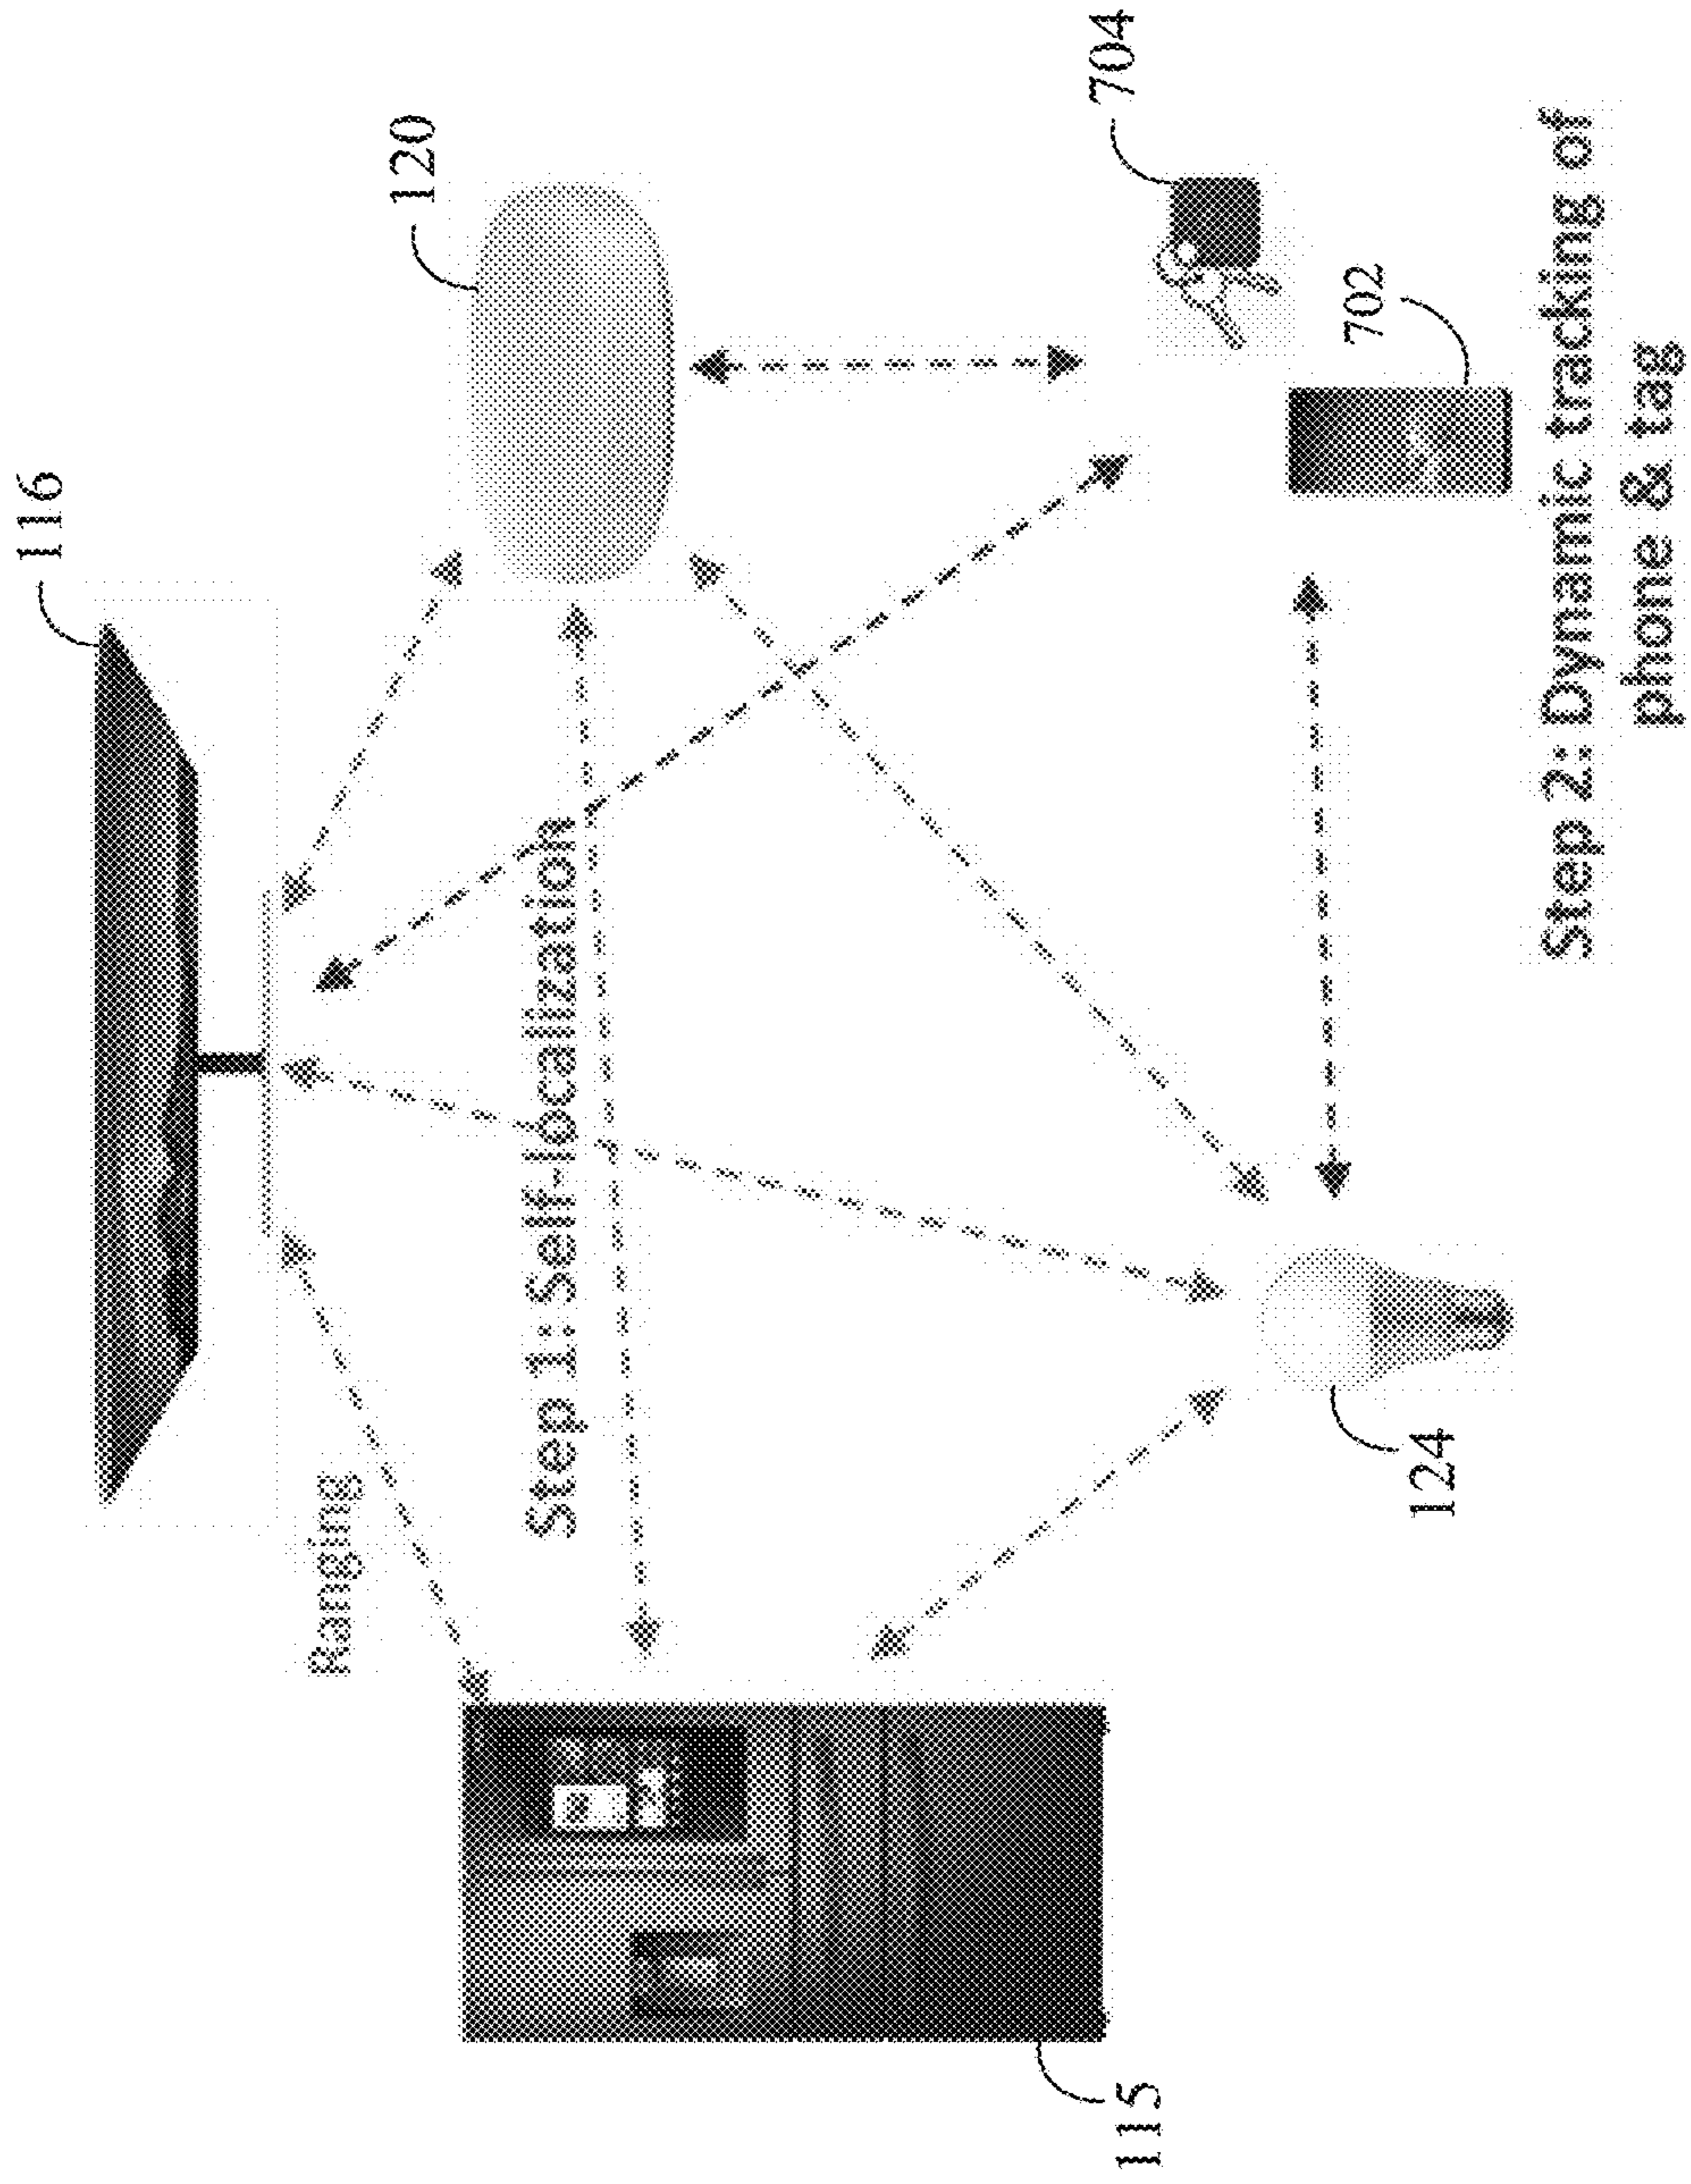 116
120
Ranging
Step 1: Self-localization
704
702
115
124
Step 2: Dynamic tracking of
phone & tag